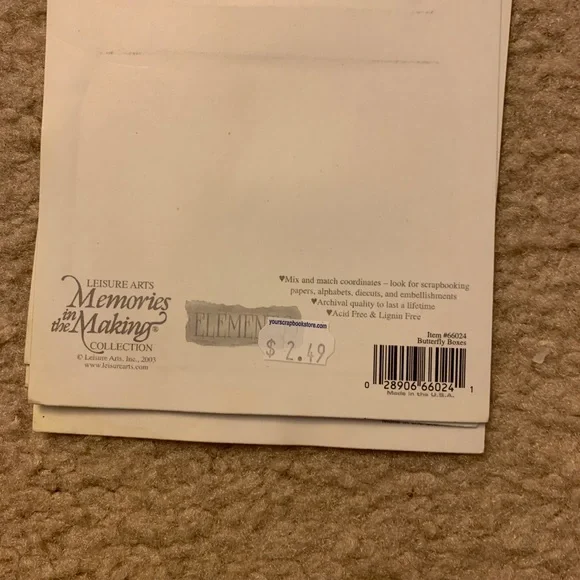 LEISURE ARTS
Memories
in
the Making®
COLLECTION
© Leisure Arts, Inc., 2005
www.leisurearts.com
yourscrapbookstore.com
$ 2.49
♥Mix and match coordinates – look for scrapbooking
papers, alphabets, diecuts, and embellishments
♥Archival quality to last a lifetime
♥Acid Free & Lignin Free
Item #66024
Butterfly Boxes
0 28906 66024 1
Made in the U.S.A.